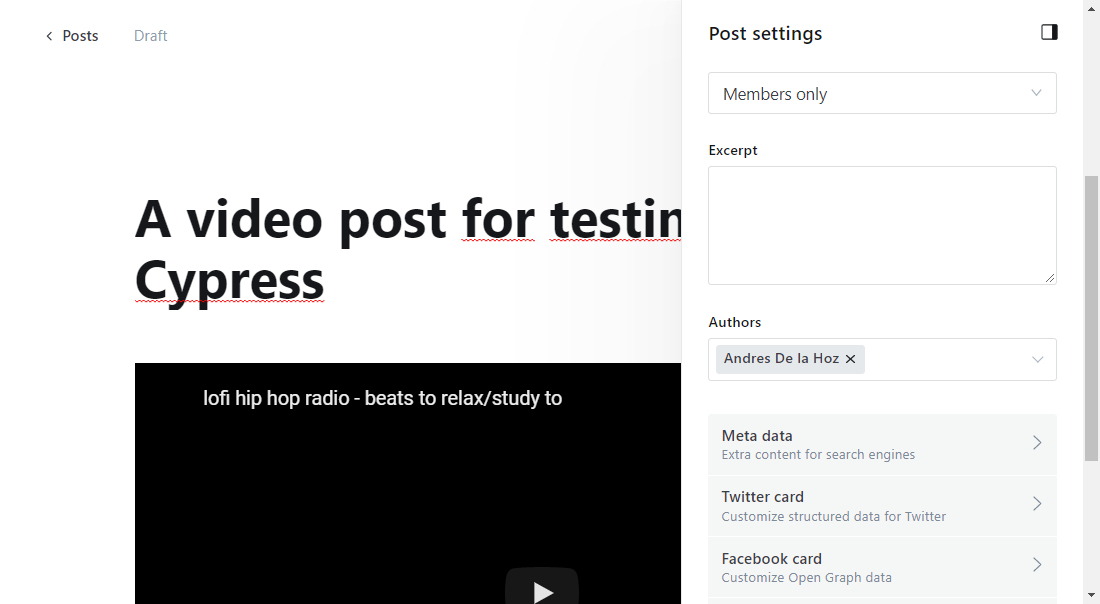 Posts
Draft
A video post for testin
Cypress
lofi hip hop radio - beats to relax/study to
Post settings
Members only
Excerpt
Authors
Andres De la Hoz
Meta data
Extra content for search engines
Twitter card
Customize structured data for Twitter
Facebook card
Customize Open Graph data